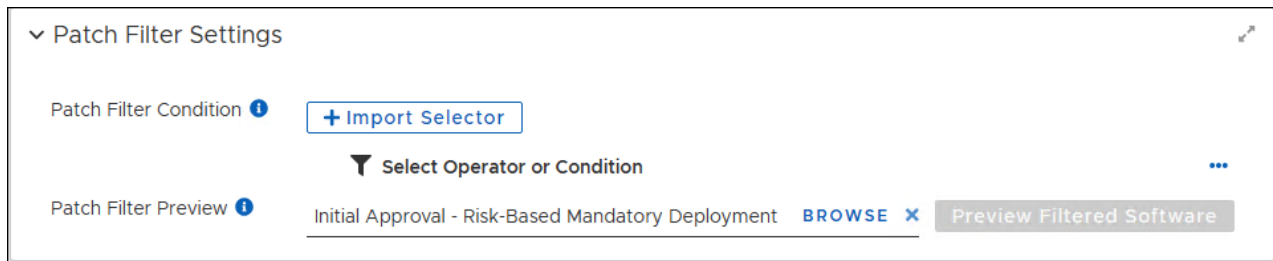 Patch Filter Settings
Patch Filter Condition
+ Import Selector
Select Operator or Condition
Patch Filter Preview
Initial Approval - Risk-Based Mandatory Deployment BROWSE × Preview Filtered Software